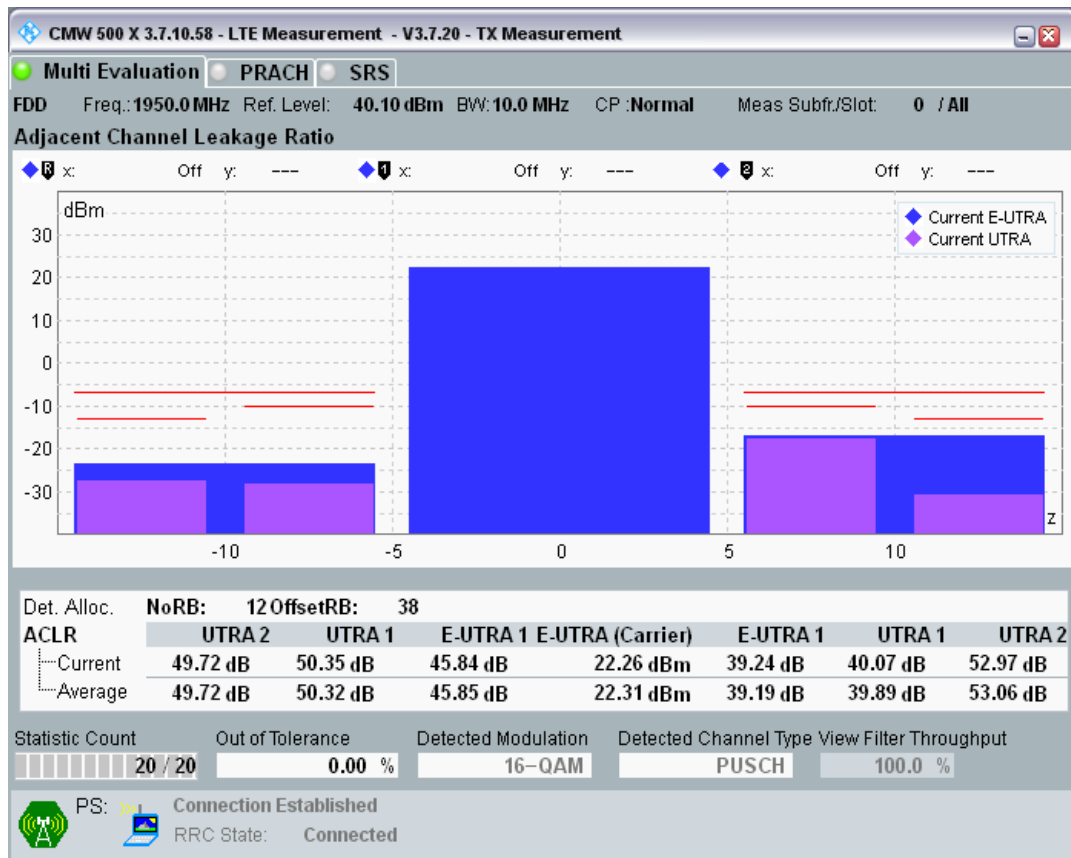 CMW 500 X 3.7.10.58 - LTE Measurement - V3.7.20 - TX Measurement
Multi Evaluation PRACH SRS
FDD Freq.: 1950.0 MHz Ref. Level: 40.10 dBm BW: 10.0 MHz CP :Normal Meas Subfr./Slot: 0 / All
Adjacent Channel Leakage Ratio
R x: Off y: --- 1 x: Off y: --- 2 x: Off y: ---
dBm
Current E-UTRA
Current UTRA
30
20
10
0
-10
-20
-30
z
-10 -5 0 5 10
Det. Alloc. NoRB: 12 OffsetRB: 38
ACLR UTRA 2 UTRA 1 E-UTRA 1 E-UTRA (Carrier) E-UTRA 1 UTRA 1 UTRA 2
Current 49.72 dB 50.35 dB 45.84 dB 22.26 dBm 39.24 dB 40.07 dB 52.97 dB
Average 49.72 dB 50.32 dB 45.85 dB 22.31 dBm 39.19 dB 39.89 dB 53.06 dB
Statistic Count Out of Tolerance Detected Modulation Detected Channel Type View Filter Throughput
20 / 20 0.00 % 16-QAM PUSCH 100.0 %
PS: Connection Established
RRC State: Connected